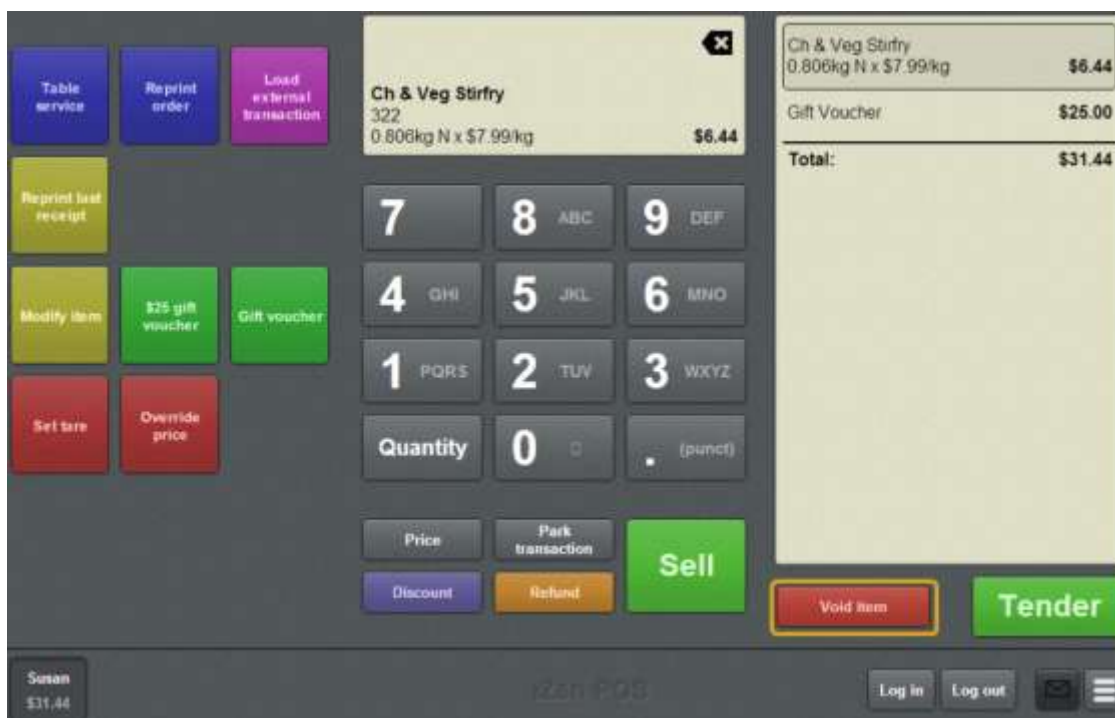 Table
service
Reprint
order
Load
external
transaction
Reprint last
receipt
Modify item
$25 gift
voucher
Gift voucher
Set tare
Override
price
Ch & Veg Stirfry
322
0.806kg N x $7.99/kg $6.44
7
8 ABC
9 DEF
4 GHI
5 JKL
6 MNO
1 PQRS
2 TUV
3 WXYZ
Quantity
0
. (punct)
Price
Park
transaction
Discount
Refund
Sell
Ch & Veg Stirfry
0.806kg N x $7.99/kg $6.44
Gift Voucher $25.00
Total: $31.44
Void item
Tender
Susan
$31.44
Log in
Log out